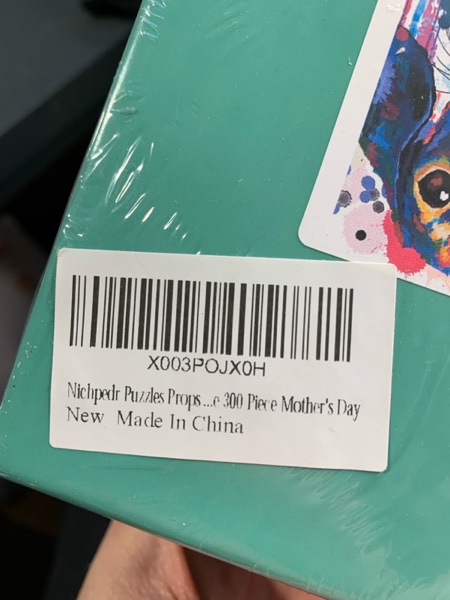 X003POJX0H
Nichpedr Puzzles Props ...e 300 Piece Mother's Day
New Made In China